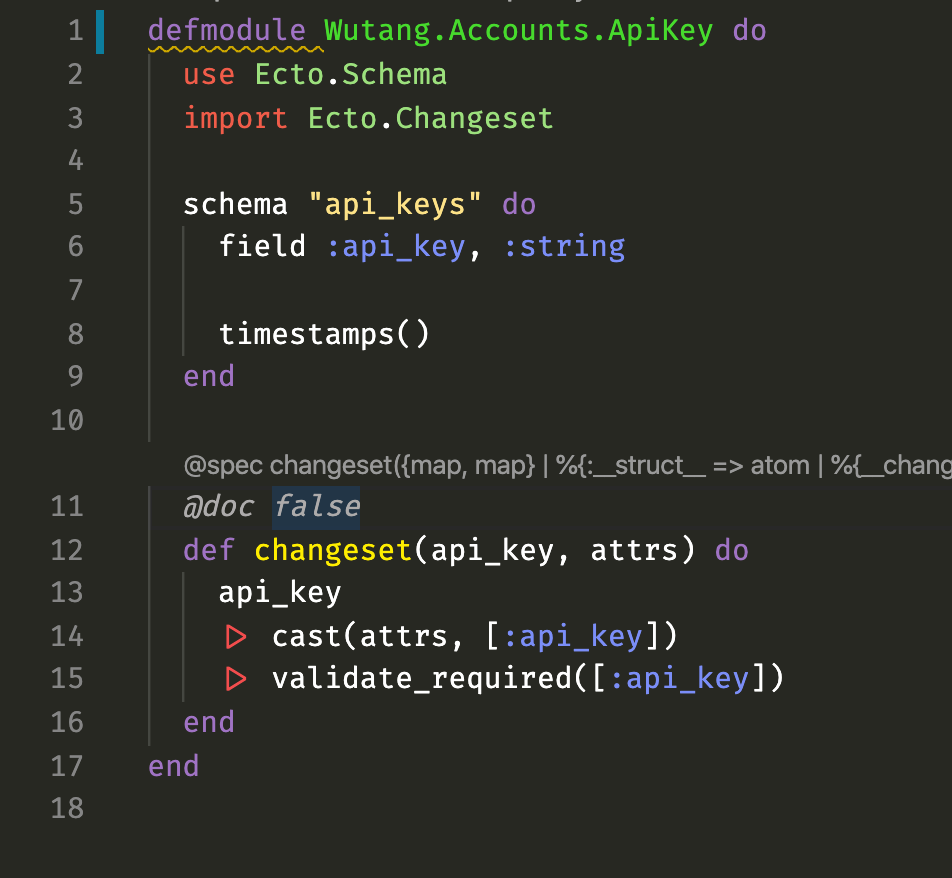 1 defmodule Wutang.Accounts.ApiKey do
2 use Ecto.Schema
3 import Ecto.Changeset
4
5 schema "api_keys" do
6 field :api_key, :string
7
8 timestamps()
9 end
10
@spec changeset({map, map} | %{:__struct__ => atom | %{__chang
11 @doc false
12 def changeset(api_key, attrs) do
13 api_key
14 |> cast(attrs, [:api_key])
15 |> validate_required([:api_key])
16 end
17 end
18